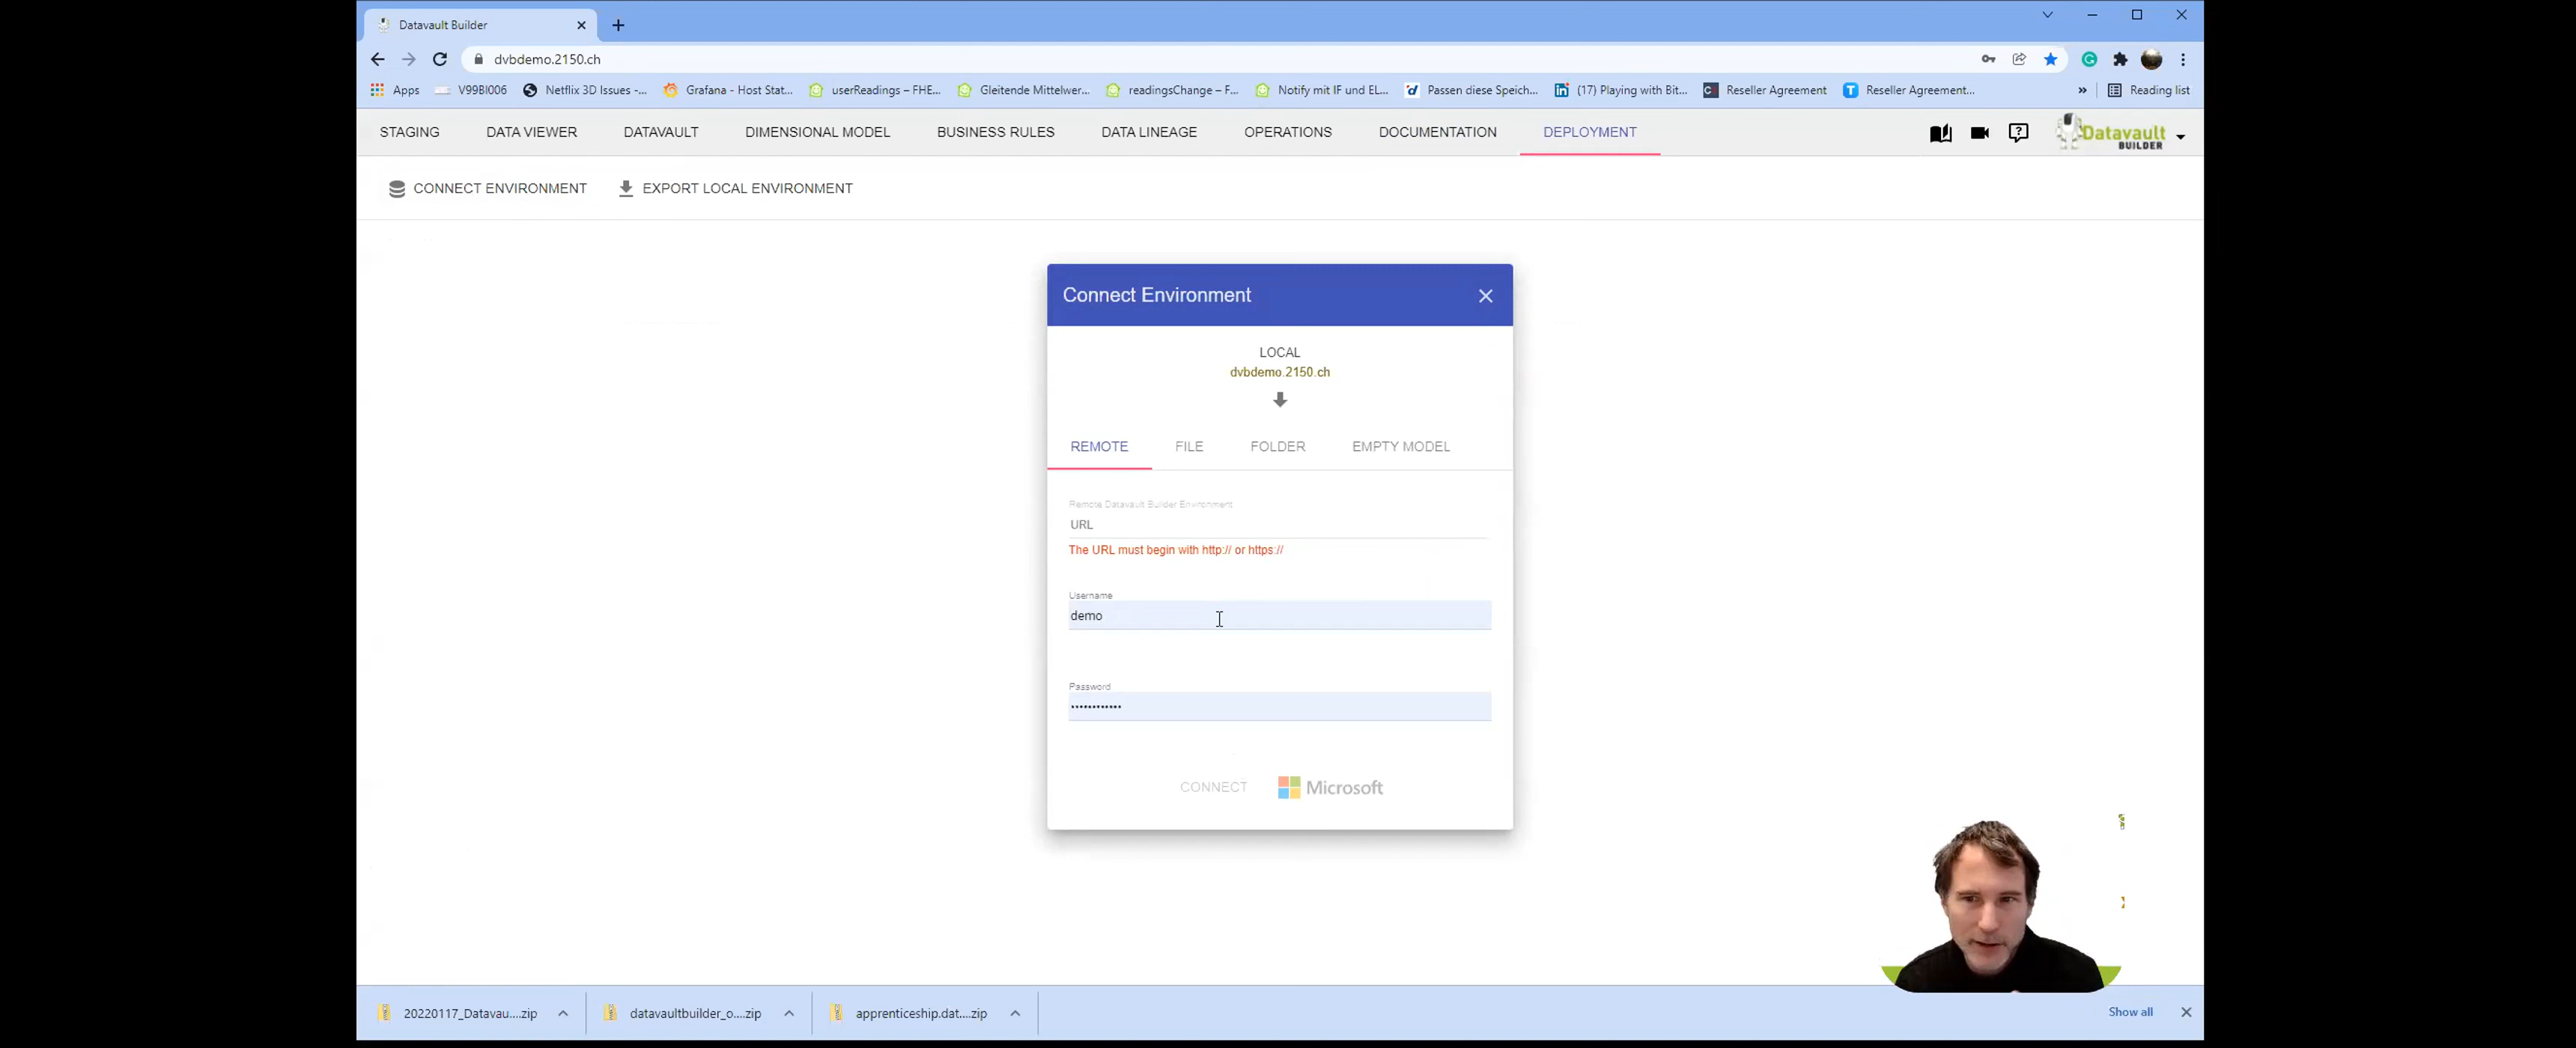 Datavault Builder
dvbdemo.2150.ch
Apps
V99BI006
Netflix 3D Issues -...
Grafana - Host Stat...
userReadings – FHE...
Gleitende Mittelwer...
readingsChange – F...
Notify mit IF und EL...
Passen diese Speich...
(17) Playing with Bit...
Reseller Agreement
Reseller Agreement...
»
Reading list
STAGING
DATA VIEWER
DATAVAULT
DIMENSIONAL MODEL
BUSINESS RULES
DATA LINEAGE
OPERATIONS
DOCUMENTATION
DEPLOYMENT
Datavault
BUILDER
CONNECT ENVIRONMENT
EXPORT LOCAL ENVIRONMENT
Connect Environment
LOCAL
dvbdemo.2150.ch
REMOTE
FILE
FOLDER
EMPTY MODEL
Remote Datavault Builder Environment
URL
The URL must begin with http:// or https://
Username
demo
Password
••••••••••••
CONNECT
Microsoft
20220117_Datavau....zip
datavaultbuilder_o....zip
apprenticeship.dat....zip
Show all